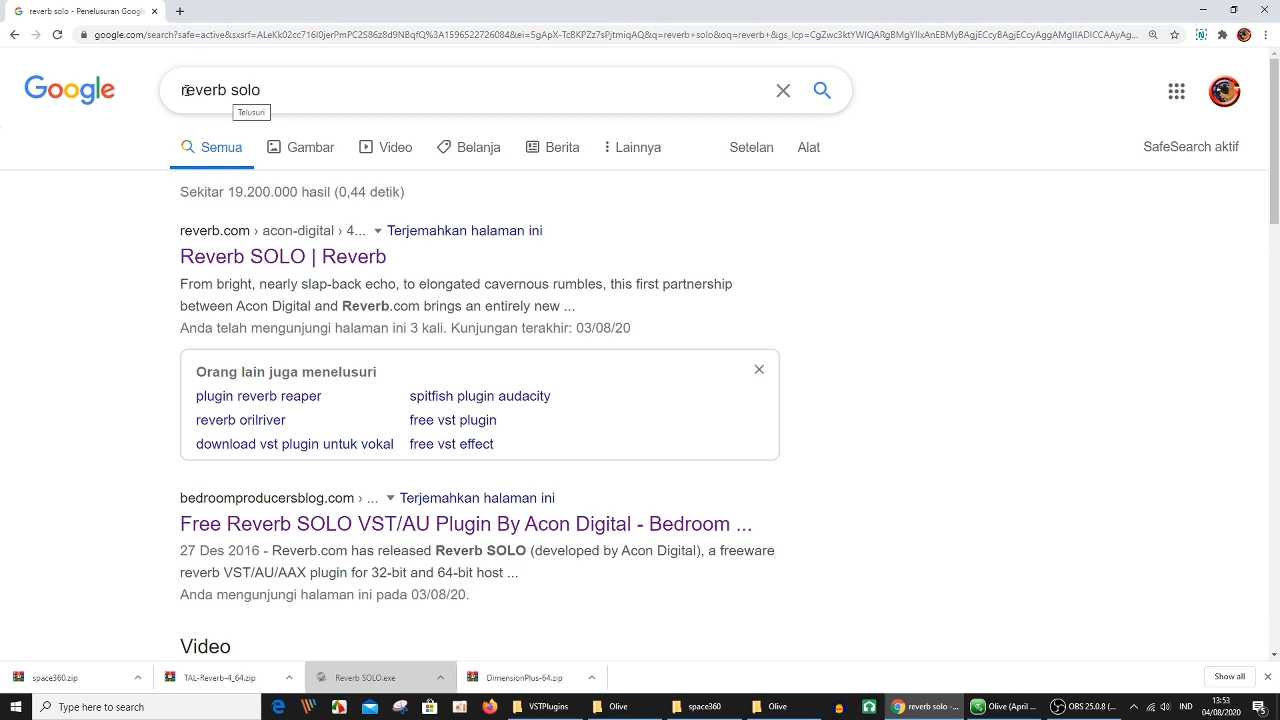 reverb solo - Penelusuran Google
google.com/search?safe=active&sxsrf=ALeKk02cc716l0jerPmPC2S86z8d9NBqfQ%3A1596522726084&ei=SgApX-TcBKPZz7sPjtmiqAQ&q=reverb+solo&oq=reverb+&gs_lcp=CgZwc3ktYWIQARgBMgYIIxAnEBMyBAgjECcyBAgjECcyAggAMgIIADICCAAyAg...
Google
reverb solo
Telusuri
Semua Gambar Video Belanja Berita Lainnya Setelan Alat SafeSearch aktif
Sekitar 19.200.000 hasil (0,44 detik)
reverb.com › acon-digital › 4... Terjemahkan halaman ini
Reverb SOLO | Reverb
From bright, nearly slap-back echo, to elongated cavernous rumbles, this first partnership
between Acon Digital and Reverb.com brings an entirely new ...
Anda telah mengunjungi halaman ini 3 kali. Kunjungan terakhir: 03/08/20
Orang lain juga menelusuri
plugin reverb reaper spitfish plugin audacity
reverb orilriver free vst plugin
download vst plugin untuk vokal free vst effect
bedroomproducersblog.com › ... Terjemahkan halaman ini
Free Reverb SOLO VST/AU Plugin By Acon Digital - Bedroom ...
27 Des 2016 - Reverb.com has released Reverb SOLO (developed by Acon Digital), a freeware
reverb VST/AU/AAX plugin for 32-bit and 64-bit host ...
Anda mengunjungi halaman ini pada 03/08/20.
Video
space360.zip TAL-Reverb-4_64.zip Reverb SOLO.exe DimensionPlus-64.zip Show all
Type here to search VSTPlugins Olive space360 Olive reverb solo -... Olive (April ... OBS 25.0.8 (... IND 13:53
04/08/2020